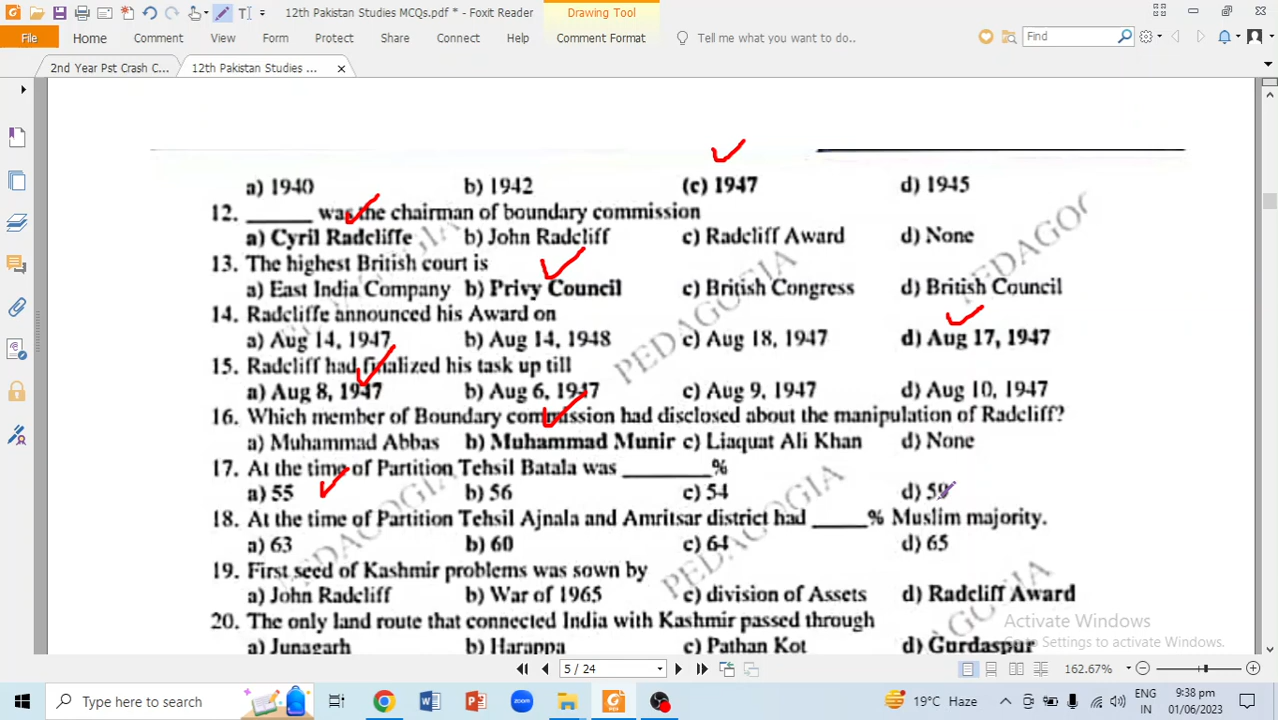 12th Pakistan Studies MCQs.pdf * - Foxit Reader
Drawing Tool
File Home Comment View Form Protect Share Connect Help Comment Format Tell me what you want to do.. Find
2nd Year Pst Crash C... 12th Pakistan Studies ...
a) 1940 b) 1942 (c) 1947 d) 1945
12. ______ was the chairman of boundary commission
a) Cyril Radcliffe b) John Radcliff c) Radcliff Award d) None
13. The highest British court is
a) East India Company b) Privy Council c) British Congress d) British Council
14. Radcliffe announced his Award on
a) Aug 14, 1947 b) Aug 14, 1948 c) Aug 18, 1947 d) Aug 17, 1947
15. Radcliff had finalized his task up till
a) Aug 8, 1947 b) Aug 6, 1947 c) Aug 9, 1947 d) Aug 10, 1947
16. Which member of Boundary commission had disclosed about the manipulation of Radcliff?
a) Muhammad Abbas b) Muhammad Munir c) Liaquat Ali Khan d) None
17. At the time of Partition Tehsil Batala was ________%
a) 55 b) 56 c) 54 d) 59
18. At the time of Partition Tehsil Ajnala and Amritsar district had _____% Muslim majority.
a) 63 b) 60 c) 64 d) 65
19. First seed of Kashmir problems was sown by
a) John Radcliff b) War of 1965 c) division of Assets d) Radcliff Award
20. The only land route that connected India with Kashmir passed through
a) Junagarh b) Harappa c) Pathan Kot d) Gurdaspur
PEDAGOGIA
PEDAGOGIA
PEDAGOGIA
PEDAGOGIA
Activate Windows
Go to Settings to activate Windows.
5 / 24 162.67%
Type here to search 19°C Haze ENG 9:38 pm
IN 01/06/2023